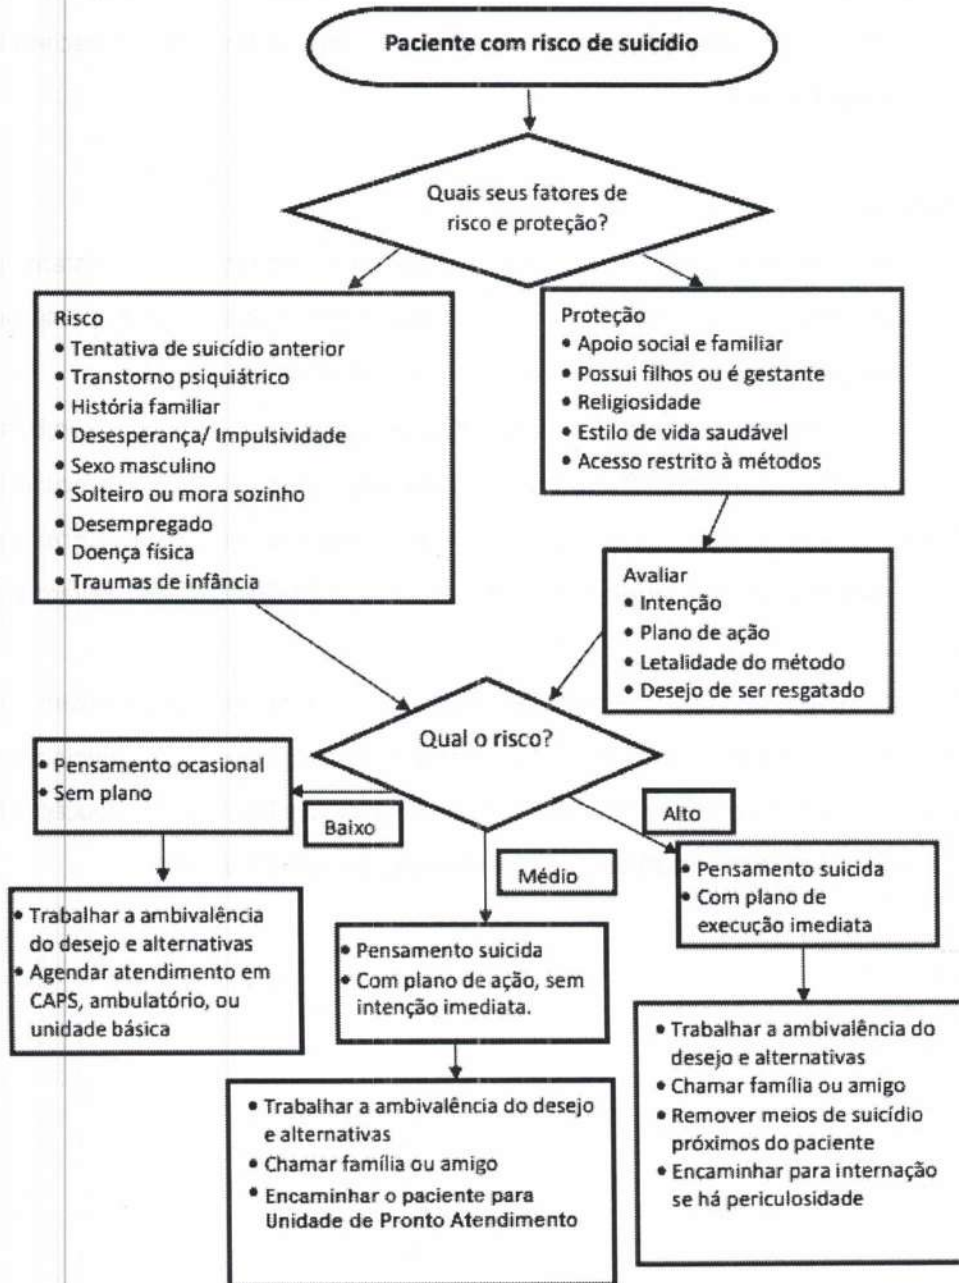 Paciente com risco de suicídio
Quais seus fatores de
risco e proteção?
Risco
• Tentativa de suicídio anterior
• Transtorno psiquiátrico
• História familiar
• Desesperança/ Impulsividade
• Sexo masculino
• Solteiro ou mora sozinho
• Desempregado
• Doença física
• Traumas de infância
Proteção
• Apoio social e familiar
• Possui filhos ou é gestante
• Religiosidade
• Estilo de vida saudável
• Acesso restrito à métodos
Avaliar
• Intenção
• Plano de ação
• Letalidade do método
• Desejo de ser resgatado
Qual o risco?
Baixo
• Pensamento ocasional
• Sem plano
• Trabalhar a ambivalência
do desejo e alternativas
• Agendar atendimento em
CAPS, ambulatório, ou
unidade básica
Médio
• Pensamento suicida
• Com plano de ação, sem
intenção imediata.
• Trabalhar a ambivalência do desejo
e alternativas
• Chamar família ou amigo
• Encaminhar o paciente para
Unidade de Pronto Atendimento
Alto
• Pensamento suicida
• Com plano de
execução imediata
• Trabalhar a ambivalência do
desejo e alternativas
• Chamar família ou amigo
• Remover meios de suicídio
próximos do paciente
• Encaminhar para internação
se há periculosidade